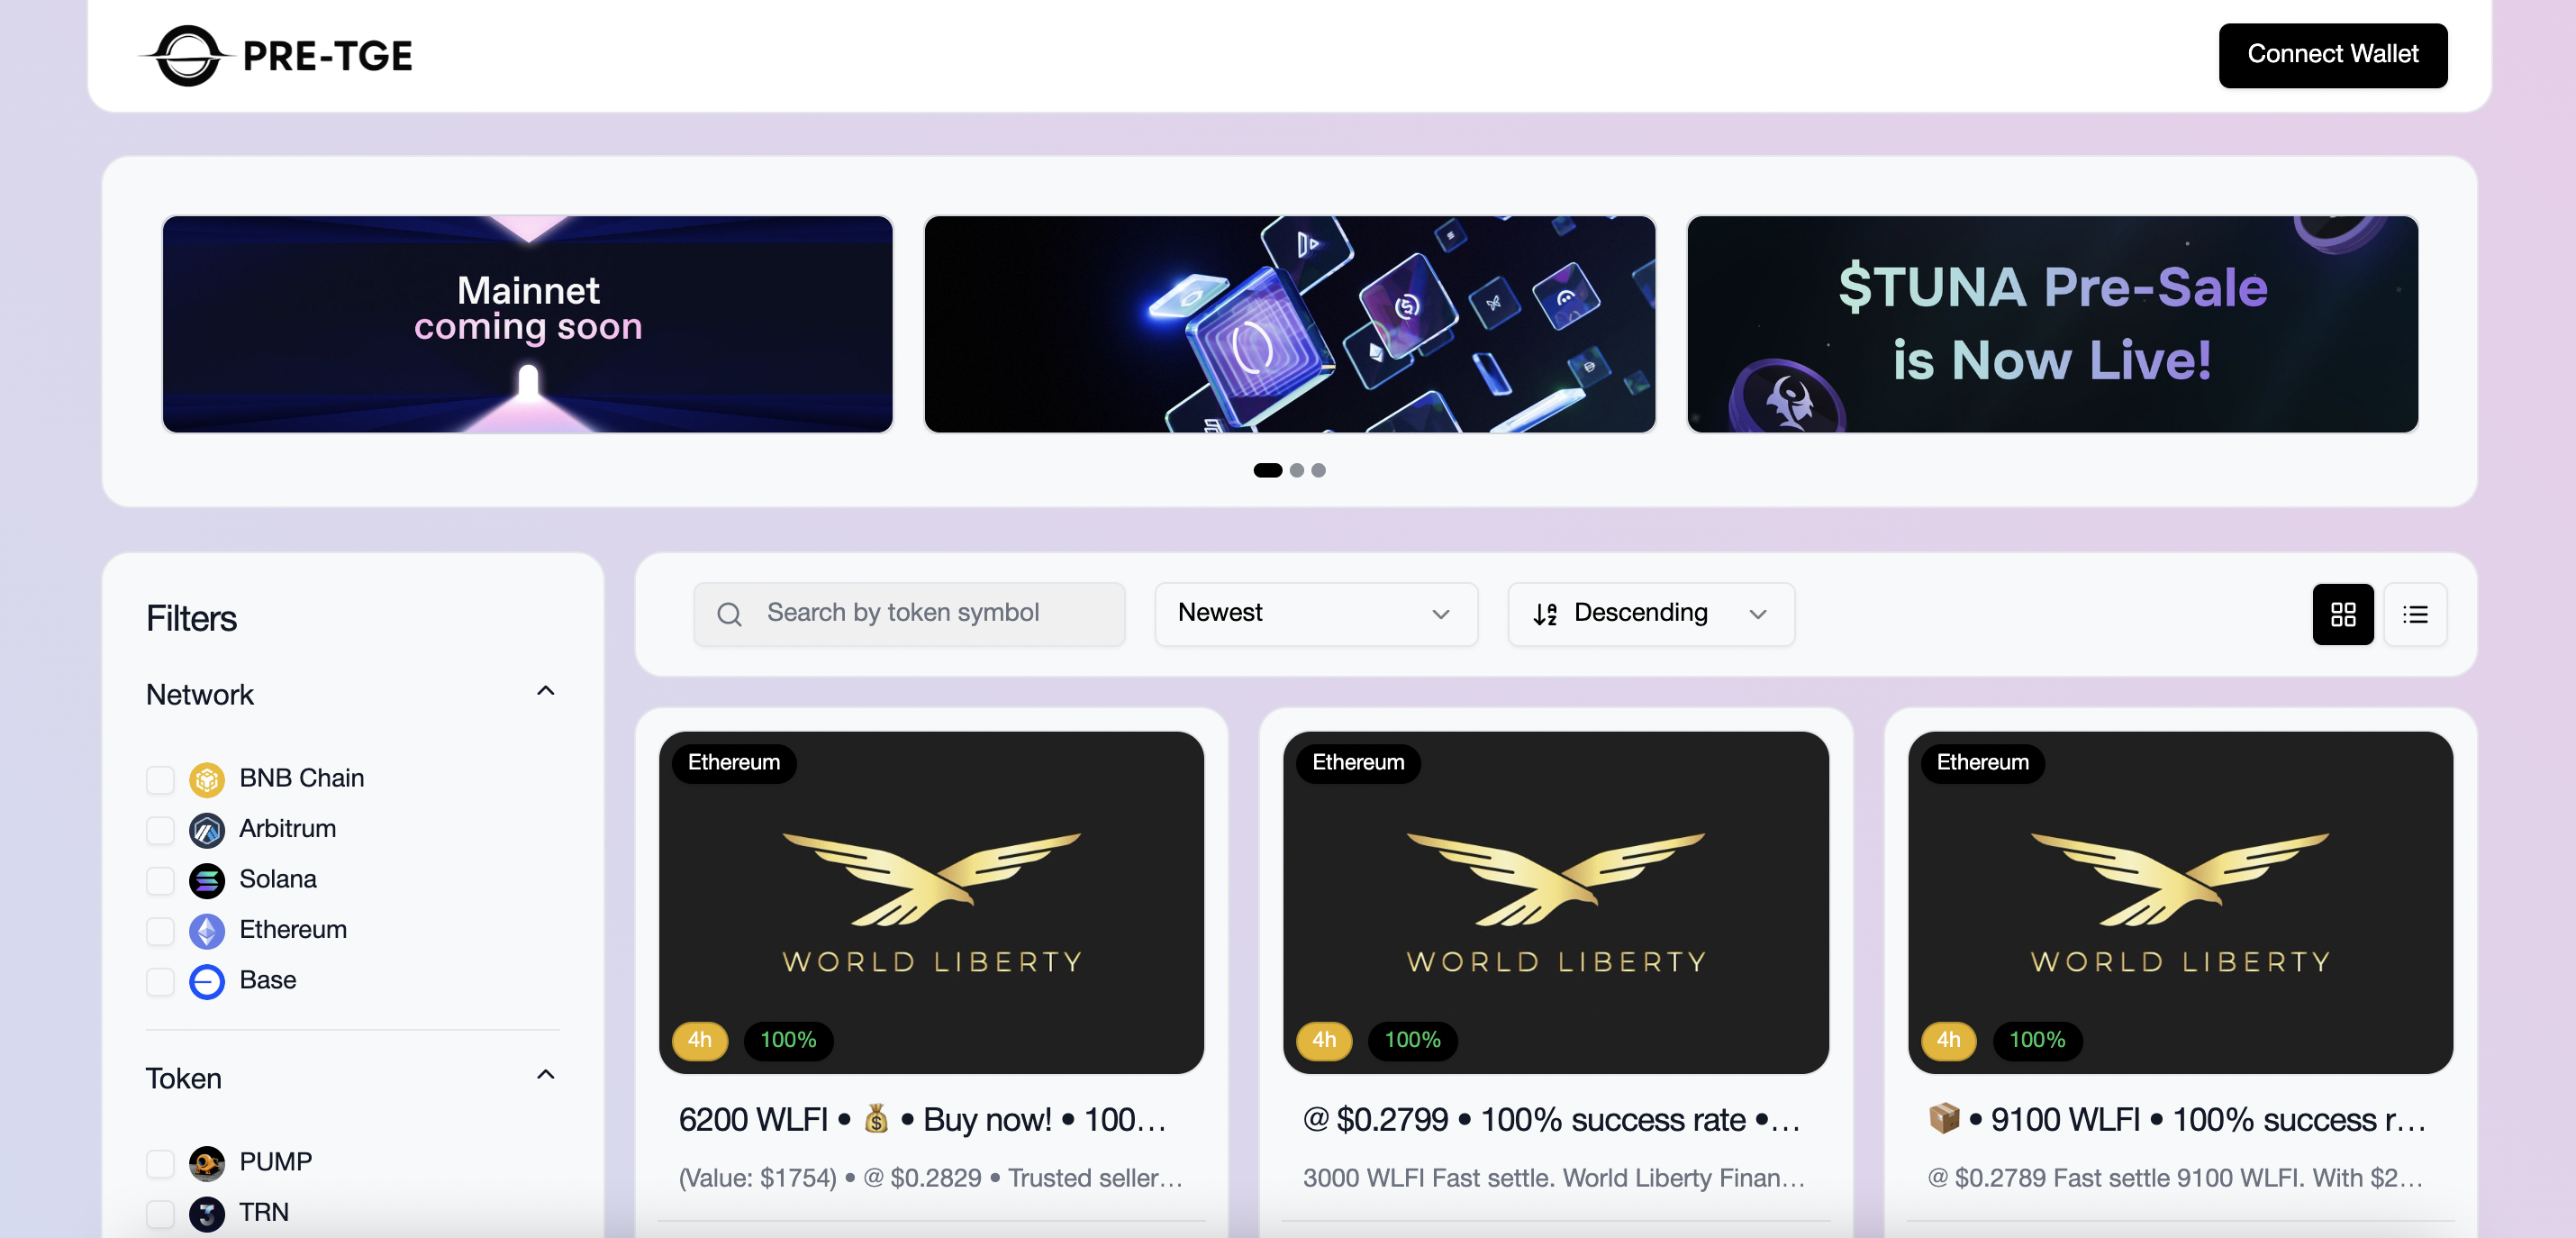 PRE-TGE
Connect Wallet
Mainnet
coming soon
$TUNA Pre-Sale
is Now Live!
Filters
Network
BNB Chain
Arbitrum
Solana
Ethereum
Base
Token
PUMP
TRN
Search by token symbol
Newest
Descending
Ethereum
WORLD LIBERTY
4h
100%
6200 WLFI • 💰 • Buy now! • 100…
(Value: $1754) • @ $0.2829 • Trusted seller…
Ethereum
WORLD LIBERTY
4h
100%
@ $0.2799 • 100% success rate •…
3000 WLFI Fast settle. World Liberty Finan…
Ethereum
WORLD LIBERTY
4h
100%
📦 • 9100 WLFI • 100% success r…
@ $0.2789 Fast settle 9100 WLFI. With $2…